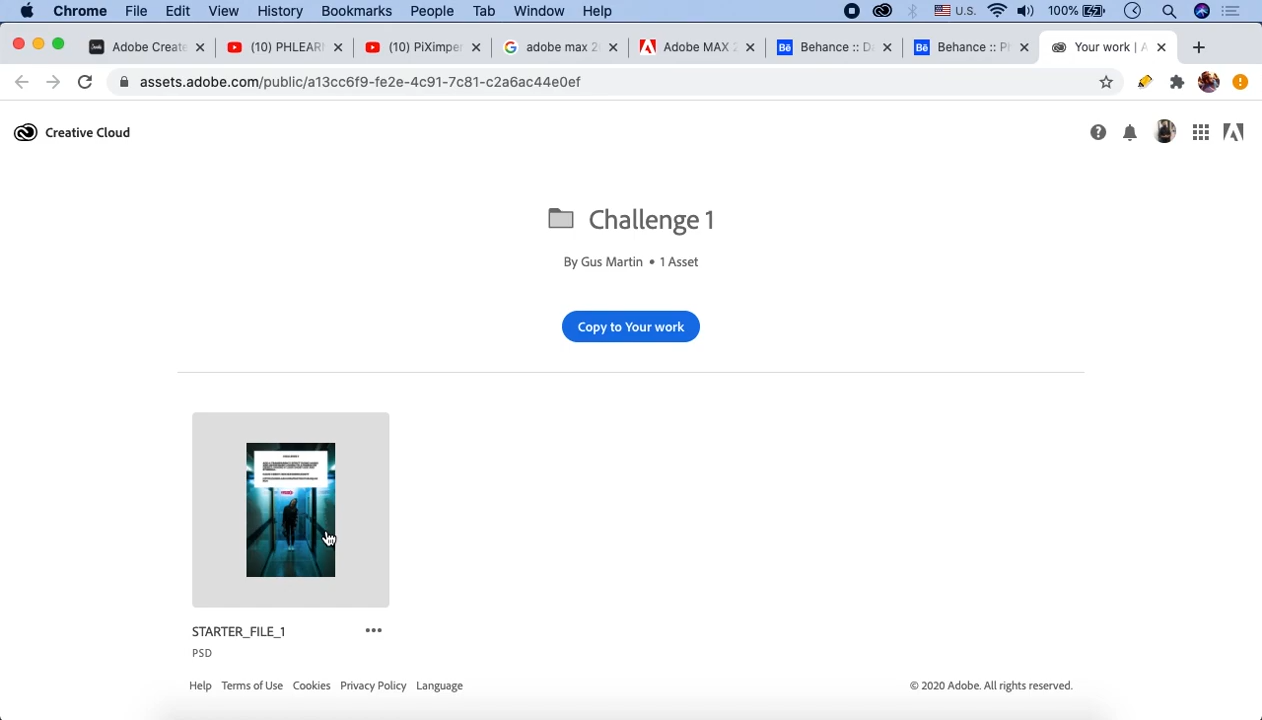 Chrome File Edit View History Bookmarks People Tab Window Help U.S. 100%
Adobe Create (10) PHLEARN (10) PiXimper adobe max 2 Adobe MAX 2 Behance :: D Behance :: P Your work | A
assets.adobe.com/public/a13cc6f9-fe2e-4c91-7c81-c2a6ac44e0ef
Creative Cloud
Challenge 1
By Gus Martin • 1 Asset
Copy to Your work
STARTER_FILE_1
PSD
Help Terms of Use Cookies Privacy Policy Language © 2020 Adobe. All rights reserved.